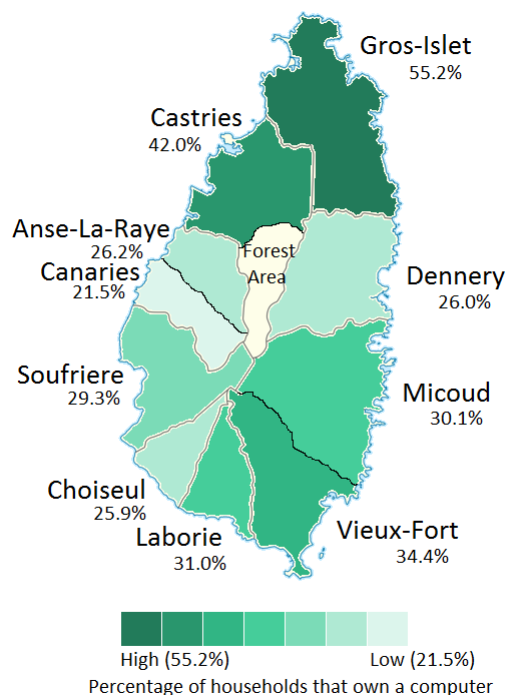 Gros-Islet
55.2%
Castries
42.0%
Anse-La-Raye
26.2%
Forest
Area
Canaries
21.5%
Dennery
26.0%
Soufriere
29.3%
Micoud
30.1%
Choiseul
25.9%
Laborie
31.0%
Vieux-Fort
34.4%
High (55.2%) Low (21.5%)
Percentage of households that own a computer